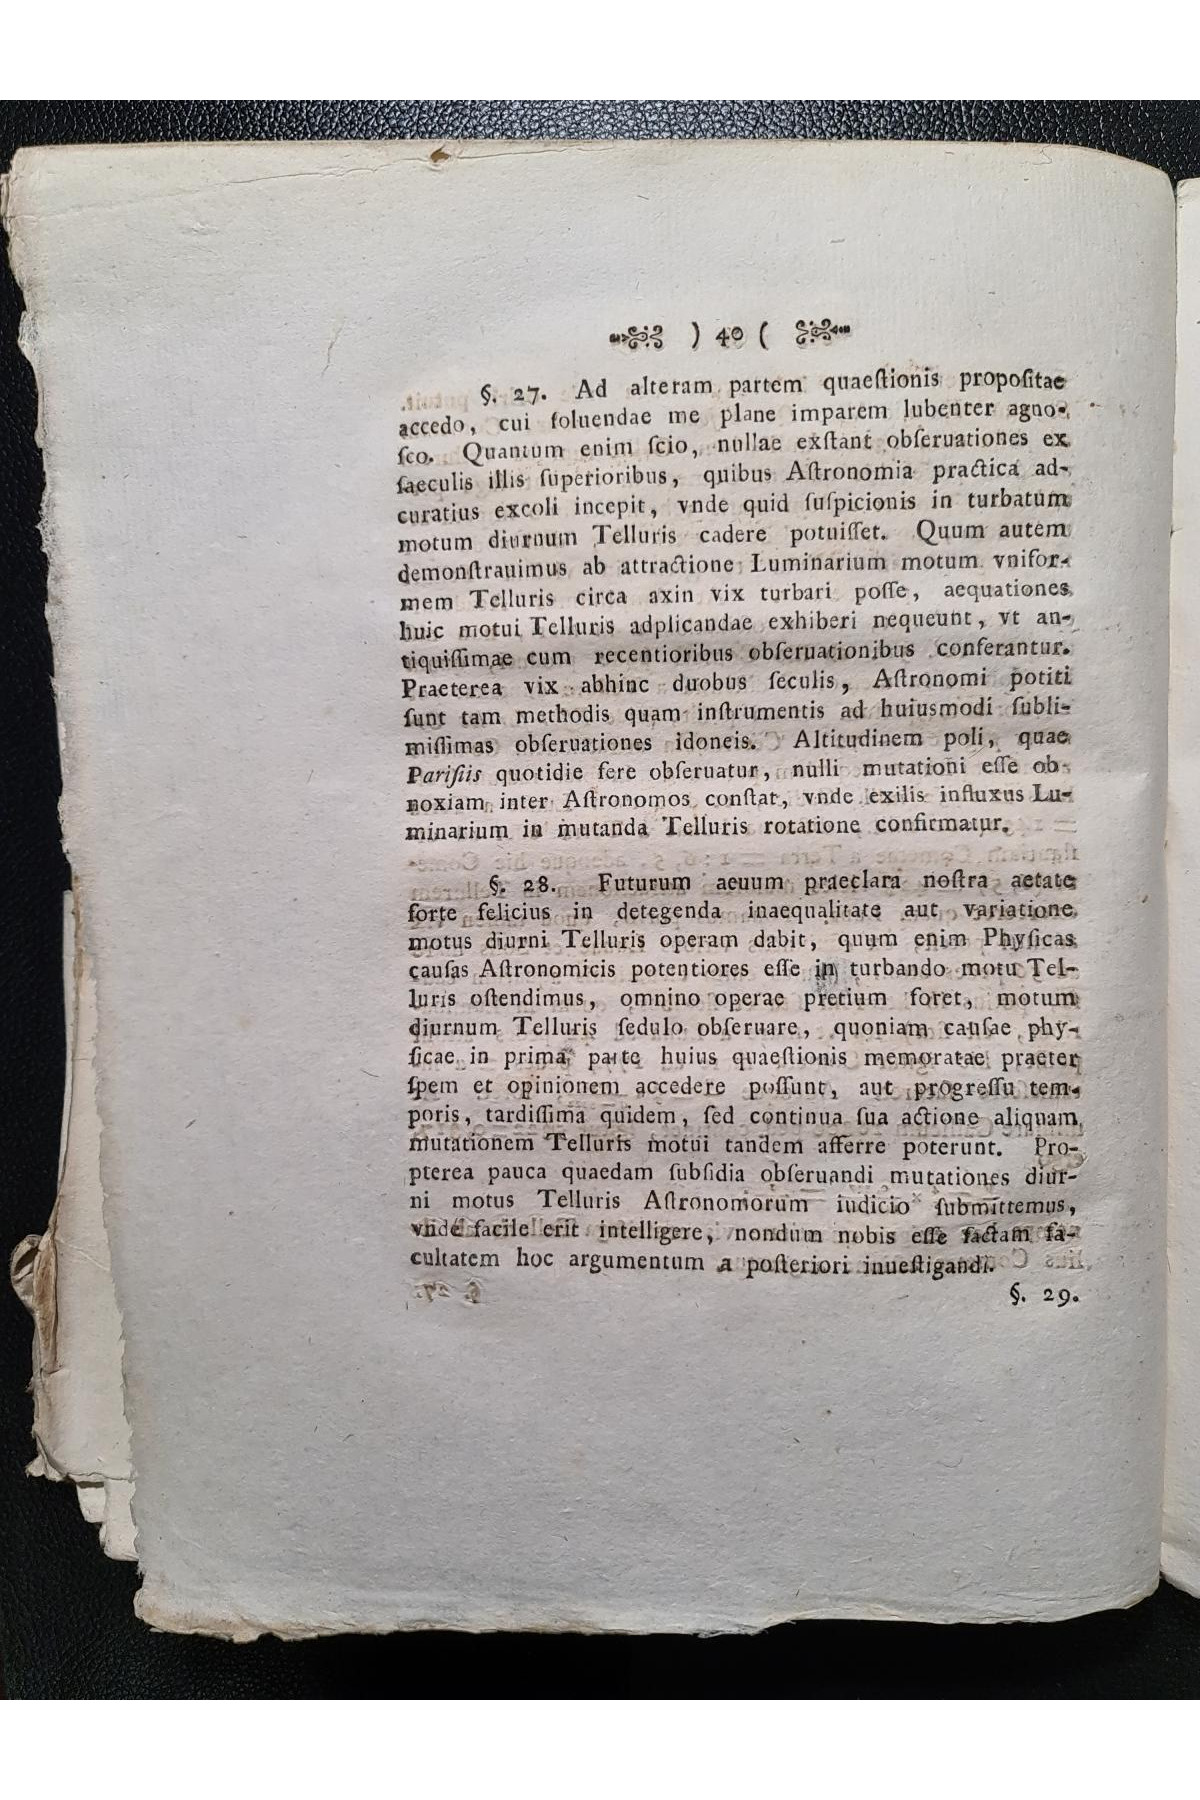 ) 40 (
§. 27. Ad alteram partem quaeſtionis propoſitae
accedo, cui ſoluendae me plane imparem lubenter agno-
ſco. Quantum enim ſcio, nullae exſtant obſeruationes ex
ſaeculis illis ſuperioribus, quibus Aſtronomia practica ad-
curatius excoli incepit, vnde quid ſuſpicionis in turbatum
motum diurnum Telluris cadere potuiſſet. Quum autem
demonſtrauimus ab attractione Luminarium motum vnifor-
mem Telluris circa axin vix turbari poſſe, aequationes
huic motui Telluris adplicandae exhiberi nequeunt, vt an-
tiquiſſimae cum recentioribus obſeruationibus conferantur.
Praeterea vix abhinc duobus ſeculis, Aſtronomi potiti
ſunt tam methodis quam inſtrumentis ad huiusmodi ſubli-
miſſimas obſeruationes idoneis. Altitudinem poli, quae
Pariſiis quotidie fere obſeruatur, nulli mutationi eſſe ob-
noxiam inter Aſtronomos conſtat, vnde exilis influxus Lu-
minarium in mutanda Telluris rotatione confirmatur.
§. 28. Futurum aeuum praeclara noſtra aetate
forte felicius in detegenda inaequalitate aut variatione
motus diurni Telluris operam dabit, quum enim Phyſicas
cauſas Aſtronomicis potentiores eſſe in turbando motu Tel-
luris oſtendimus, omnino operae pretium foret, motum
diurnum Telluris ſedulo obſeruare, quoniam cauſae phy-
ſicae in prima parte huius quaeſtionis memoratae praeter
ſpem et opinionem accedere poſſunt, aut progreſſu tem-
poris, tardiſſima quidem, ſed continua ſua actione aliquam
mutationem Telluris motui tandem afferre poterunt. Pro-
pterea pauca quaedam ſubſidia obſeruandi mutationes diur-
ni motus Telluris Aſtronomorum iudicio ſubmittemus,
vnde facile erit intelligere, nondum nobis eſſe factam fa-
cultatem hoc argumentum a poſteriori inueſtigandi.
§. 29.